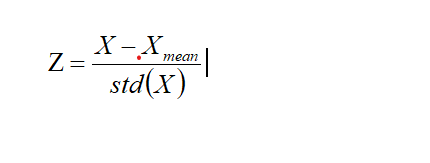 Z = (X - X_mean) / std(X)